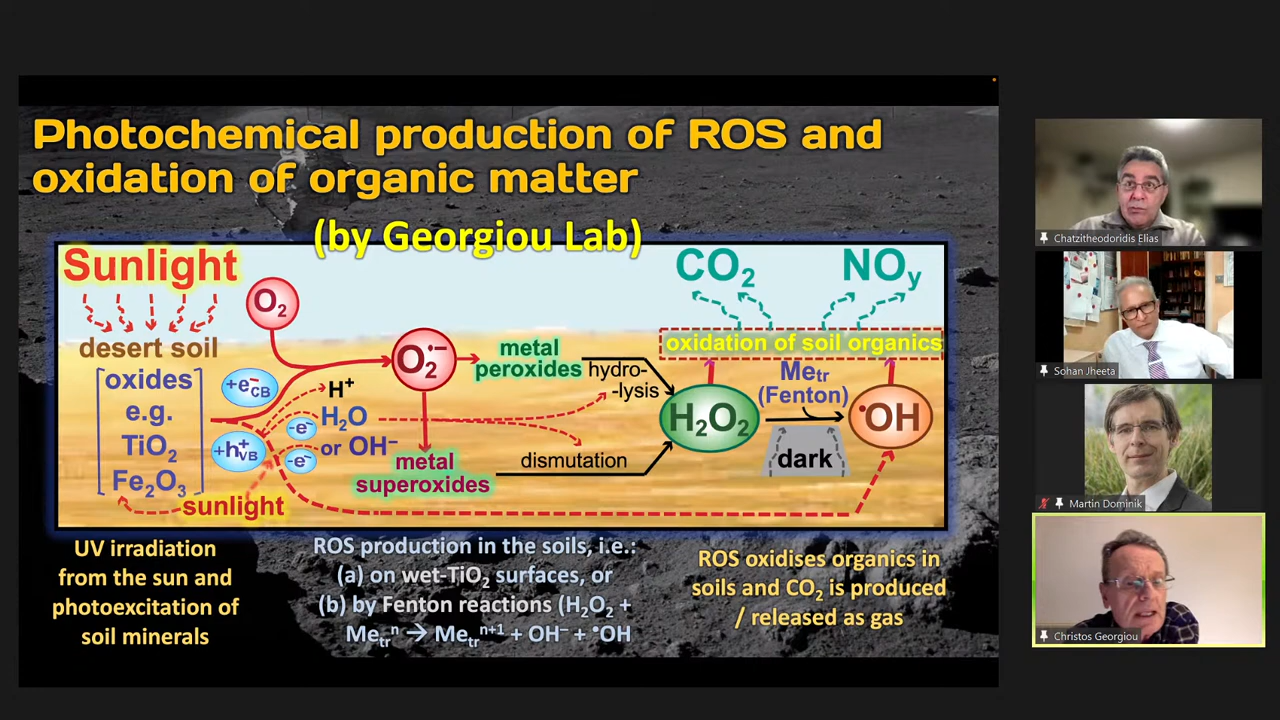 Photochemical production of ROS and
oxidation of organic matter
(by Georgiou Lab)
Sunlight
desert soil
oxides
e.g.
TiO₂
Fe₂O₃
sunlight
O₂
+e⁻CB
+h⁺VB
H⁺
-e⁻
H₂O
-e⁻
or OH⁻
O₂•⁻
metal
peroxides
hydro-
-lysis
metal
superoxides
dismutation
H₂O₂
Metr
(Fenton)
dark
•OH
oxidation of soil organics
CO₂
NOy
UV irradiation
from the sun and
photoexcitation of
soil minerals
ROS production in the soils, i.e.:
(a) on wet-TiO₂ surfaces, or
(b) by Fenton reactions (H₂O₂ +
Metrⁿ → Metrⁿ⁺¹ + OH⁻ + •OH
ROS oxidises organics in
soils and CO₂ is produced
/ released as gas
Chatzitheodoridis Elias
Sohan Jheeta
Martin Dominik
Christos Georgiou